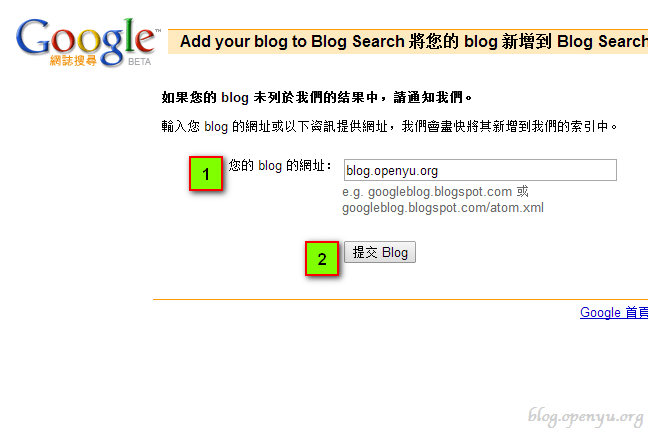 Google™
網誌搜尋 BETA
Add your blog to Blog Search 將您的 blog 新增到 Blog Search
如果您的 blog 未列於我們的結果中，請通知我們。
輸入您 blog 的網址或以下資訊提供網址，我們會盡快將其新增到我們的索引中。
1 您的 blog 的網址： blog.openyu.org
e.g. googleblog.blogspot.com 或
googleblog.blogspot.com/atom.xml
2 提交 Blog
Google 首頁
blog.openyu.org